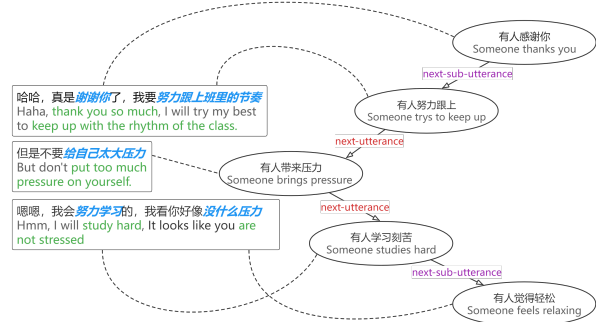 有人感谢你
Someone thanks you
next-sub-utterance
哈哈，真是谢谢你了，我要努力跟上班里的节奏
Haha, thank you so much, I will try my best
to keep up with the rhythm of the class.
有人努力跟上
Someone trys to keep up
next-utterance
但是不要给自己太大压力
But don't put too much
pressure on yourself.
有人带来压力
Someone brings pressure
next-utterance
嗯嗯，我会努力学习的，我看你好像没什么压力
Hmm, I will study hard, It looks like you are
not stressed
有人学习刻苦
Someone studies hard
next-sub-utterance
有人觉得轻松
Someone feels relaxing